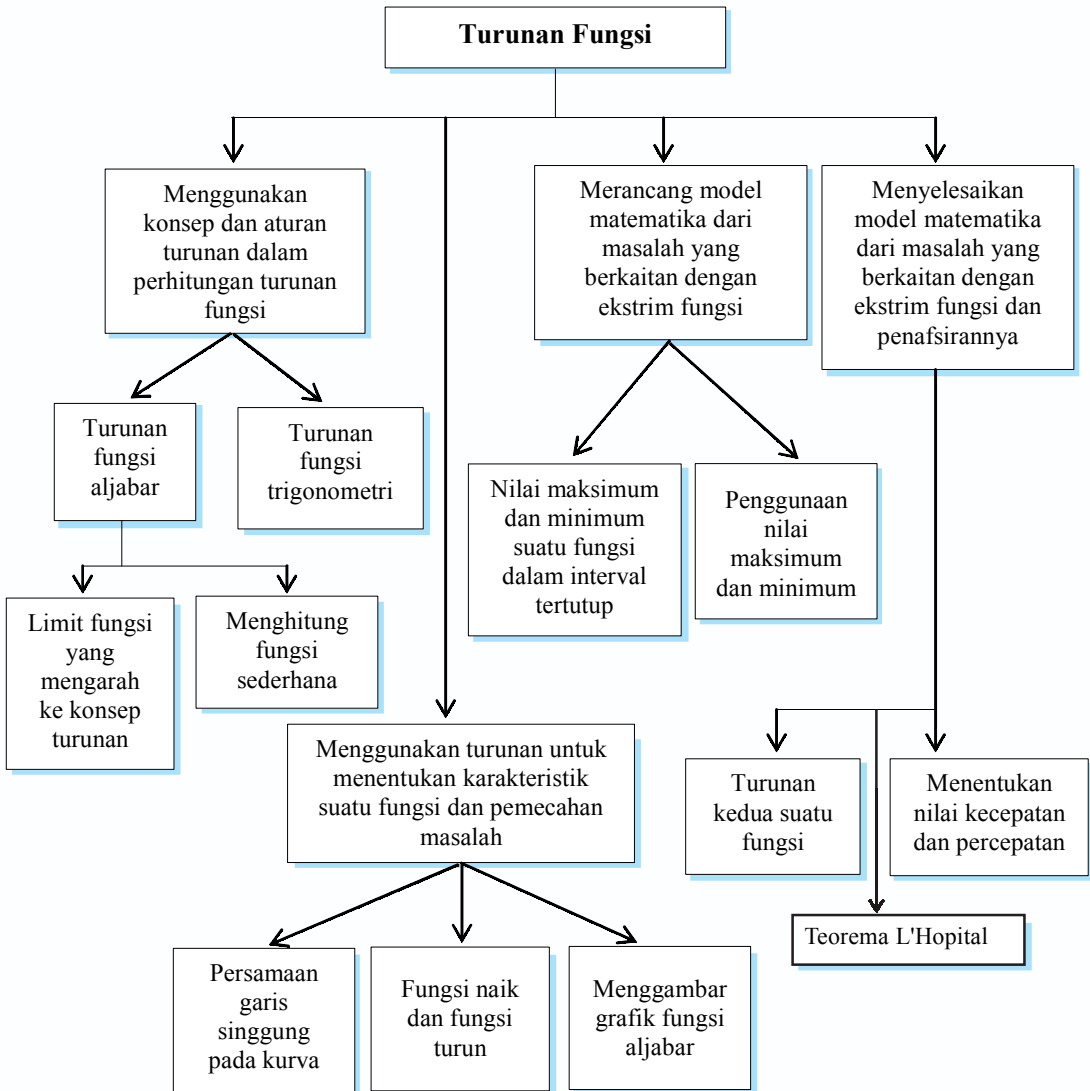 Turunan Fungsi
Menggunakan
konsep dan aturan
turunan dalam
perhitungan turunan
fungsi
Merancang model
matematika dari
masalah yang
berkaitan dengan
ekstrim fungsi
Menyelesaikan
model matematika
dari masalah yang
berkaitan dengan
ekstrim fungsi dan
penafsirannya
Turunan
fungsi
aljabar
Turunan
fungsi
trigonometri
Nilai maksimum
dan minimum
suatu fungsi
dalam interval
tertutup
Penggunaan
nilai
maksimum
dan minimum
Limit fungsi
yang
mengarah
ke konsep
turunan
Menghitung
fungsi
sederhana
Menggunakan turunan untuk
menentukan karakteristik
suatu fungsi dan pemecahan
masalah
Turunan
kedua suatu
fungsi
Menentukan
nilai kecepatan
dan percepatan
Teorema L'Hopital
Persamaan
garis
singgung
pada kurva
Fungsi naik
dan fungsi
turun
Menggambar
grafik fungsi
aljabar